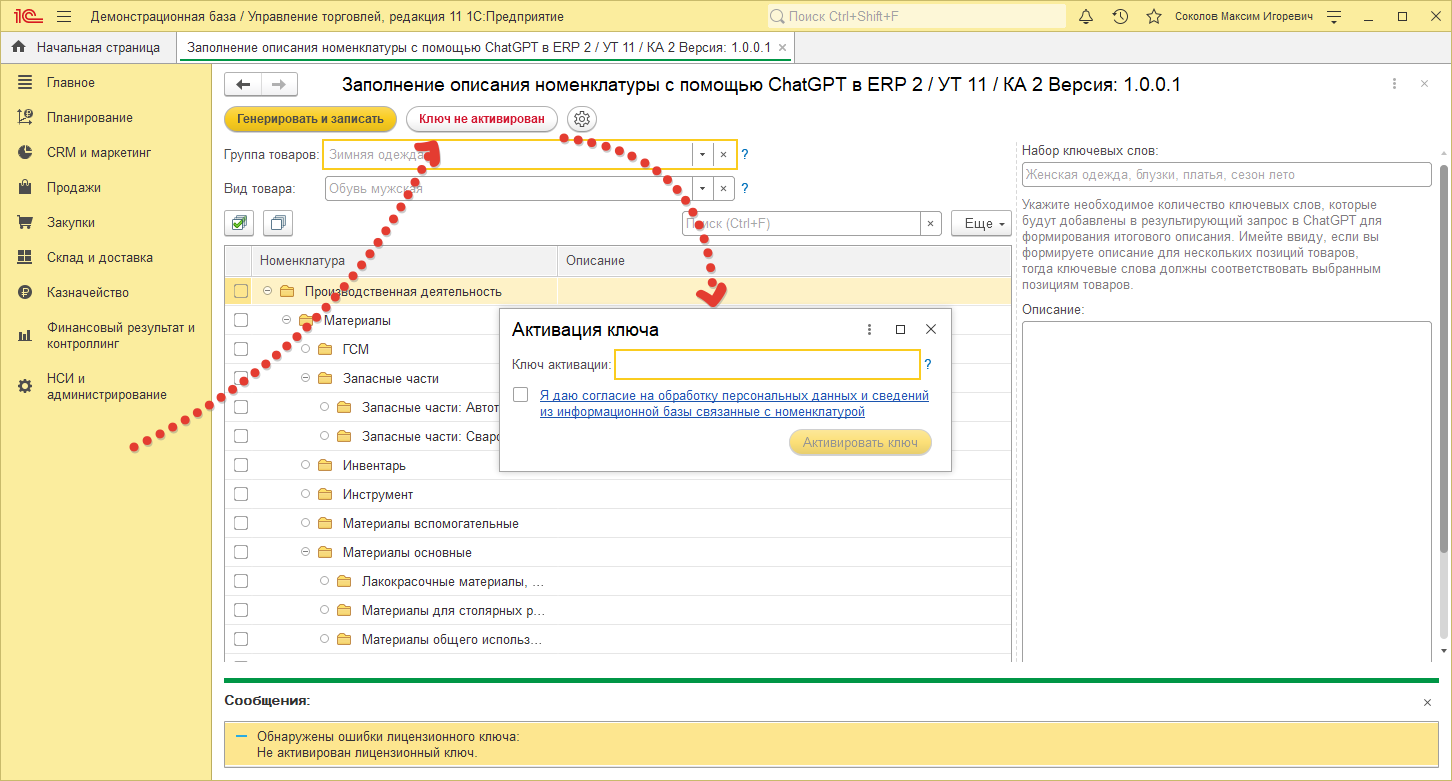 1С Демонстрационная база / Управление торговлей, редакция 11 1С:Предприятие
Поиск Ctrl+Shift+F
Соколов Максим Игоревич
Начальная страница
Заполнение описания номенклатуры с помощью ChatGPT в ERP 2 / УТ 11 / КА 2 Версия: 1.0.0.1 ×
Главное
Планирование
CRM и маркетинг
Продажи
Закупки
Склад и доставка
Казначейство
Финансовый результат и
контроллинг
НСИ и
администрирование
Заполнение описания номенклатуры с помощью ChatGPT в ERP 2 / УТ 11 / КА 2 Версия: 1.0.0.1
Генерировать и записать
Ключ не активирован
Группа товаров:
Зимняя одежда
?
Вид товара:
Обувь мужская
?
Поиск (Ctrl+F)
Еще
Номенклатура
Описание
Производственная деятельность
Материалы
ГСМ
Запасные части
Запасные части: Автот
Запасные части: Сваро
Инвентарь
Инструмент
Материалы вспомогательные
Материалы основные
Лакокрасочные материалы, ...
Материалы для столярных р...
Материалы общего использ...
Набор ключевых слов:
Женская одежда, блузки, платья, сезон лето
Укажите необходимое количество ключевых слов, которые
будут добавлены в результирующий запрос в ChatGPT для
формирования итогового описания. Имейте ввиду, если вы
формируете описание для нескольких позиций товаров,
тогда ключевые слова должны соответствовать выбранным
позициям товаров.
Описание:
Активация ключа
Ключ активации:
?
Я даю согласие на обработку персональных данных и сведений
из информационной базы связанные с номенклатурой
Активировать ключ
Сообщения:
Обнаружены ошибки лицензионного ключа:
Не активирован лицензионный ключ.